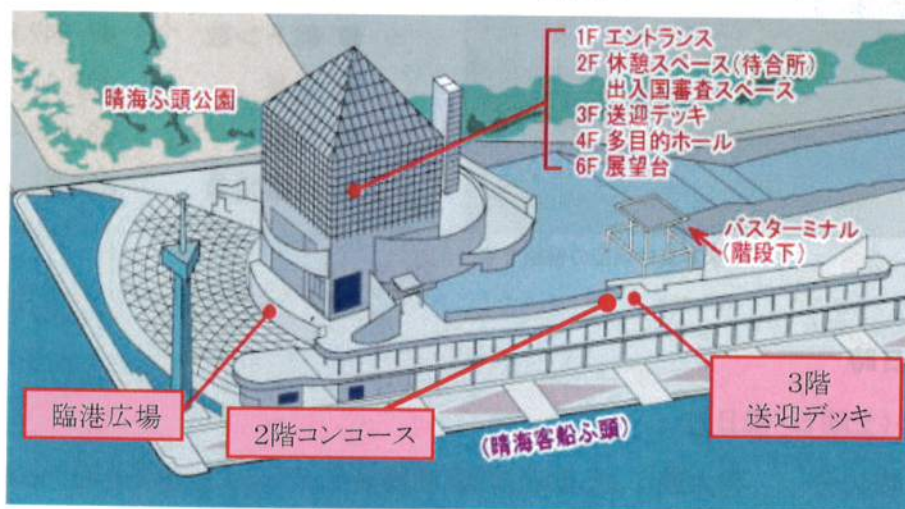 晴海ふ頭公園
1F エントランス
2F 休憩スペース(待合所)
出入国審査スペース
3F 送迎デッキ
4F 多目的ホール
6F 展望台
バスターミナル
(階段下)
臨港広場
2階コンコース
3階
送迎デッキ
(晴海客船ふ頭)